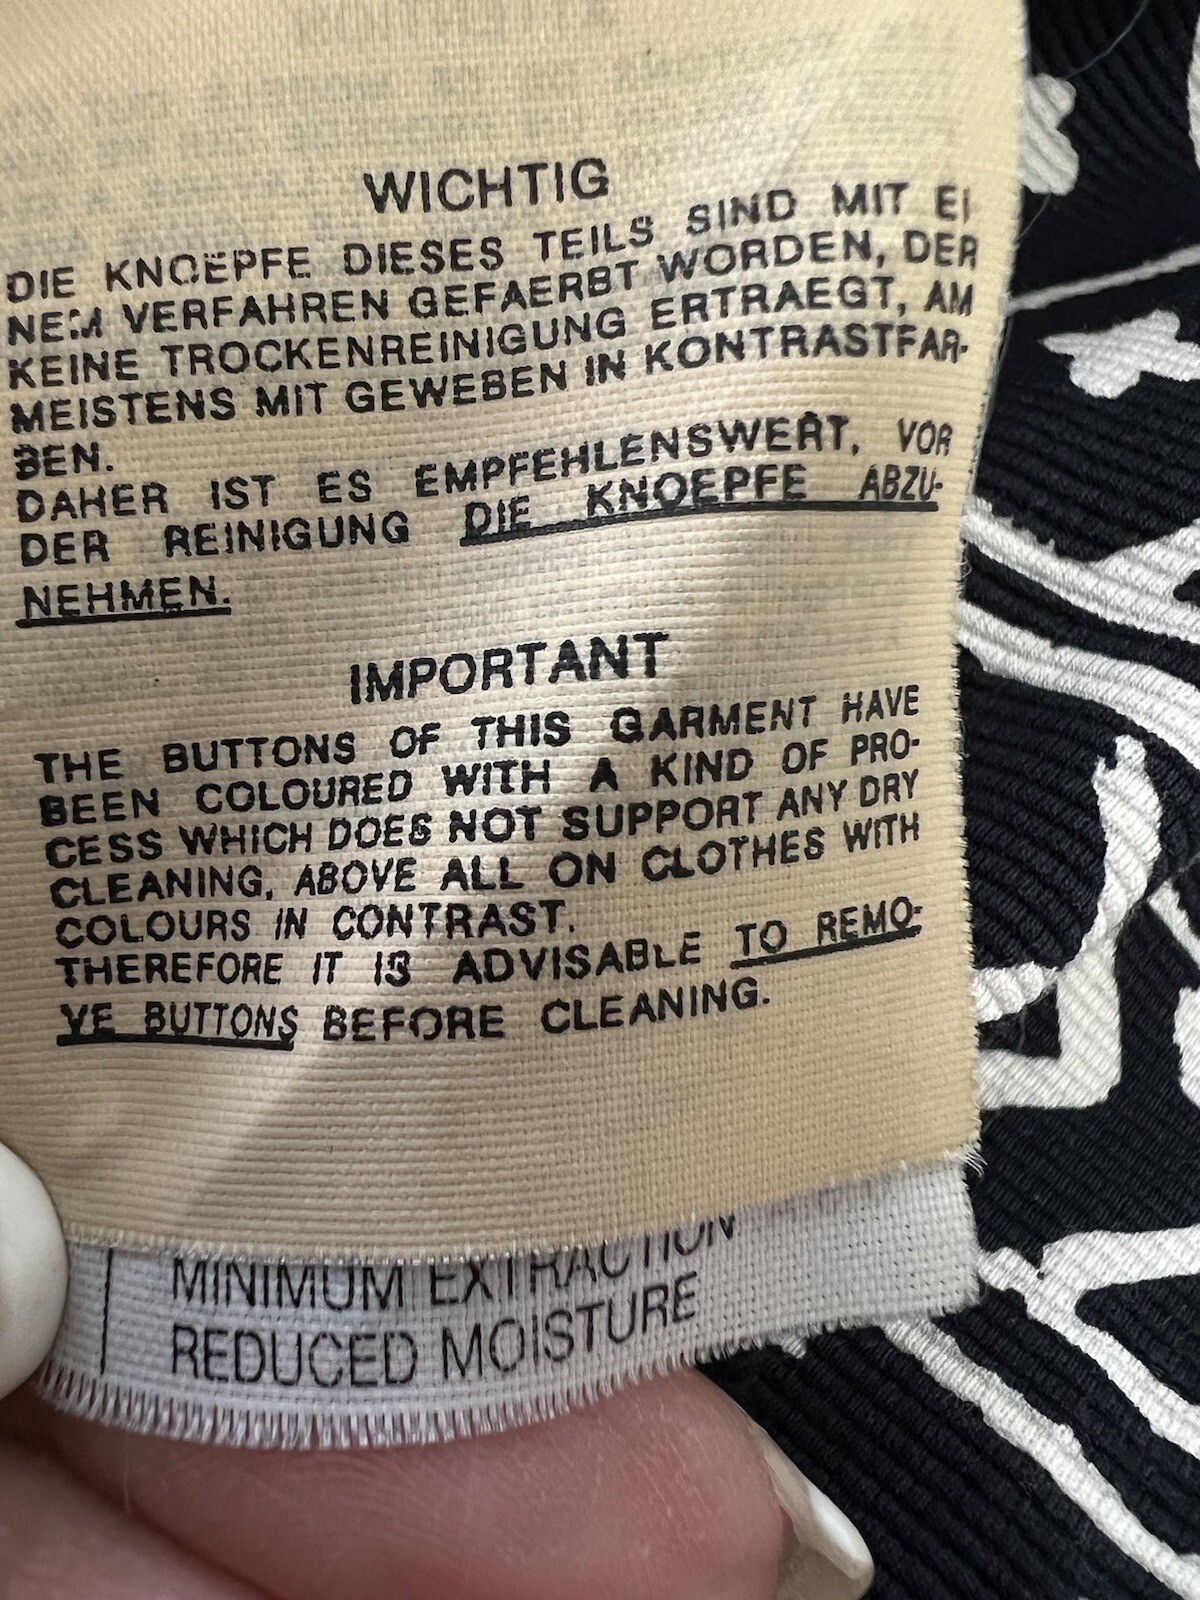 WICHTIG
DIE KNOEPFE DIESES TEILS SIND MIT EI
NEM VERFAHREN GEFAERBT WORDEN, DER
KEINE TROCKENREINIGUNG ERTRAEGT, AM
MEISTENS MIT GEWEBEN IN KONTRASTFAR-
BEN.
DAHER IST ES EMPFEHLENSWERT, VOR
DER REINIGUNG DIE KNOEPFE ABZU-
NEHMEN.
IMPORTANT
THE BUTTONS OF THIS GARMENT HAVE
BEEN COLOURED WITH A KIND OF PRO-
CESS WHICH DOES NOT SUPPORT ANY DRY
CLEANING, ABOVE ALL ON CLOTHES WITH
COLOURS IN CONTRAST.
THEREFORE IT IS ADVISABLE TO REMO-
VE BUTTONS BEFORE CLEANING.
MINIMUM EXTRACTION
REDUCED MOISTURE